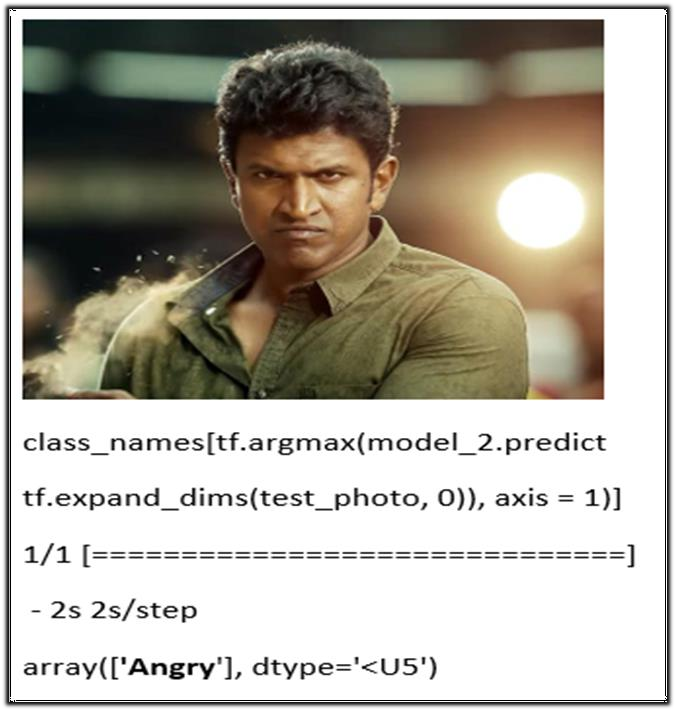 class_names[tf.argmax(model_2.predict
tf.expand_dims(test_photo, 0)), axis = 1)]
1/1 [==============================]
- 2s 2s/step
array(['Angry'], dtype='<U5')